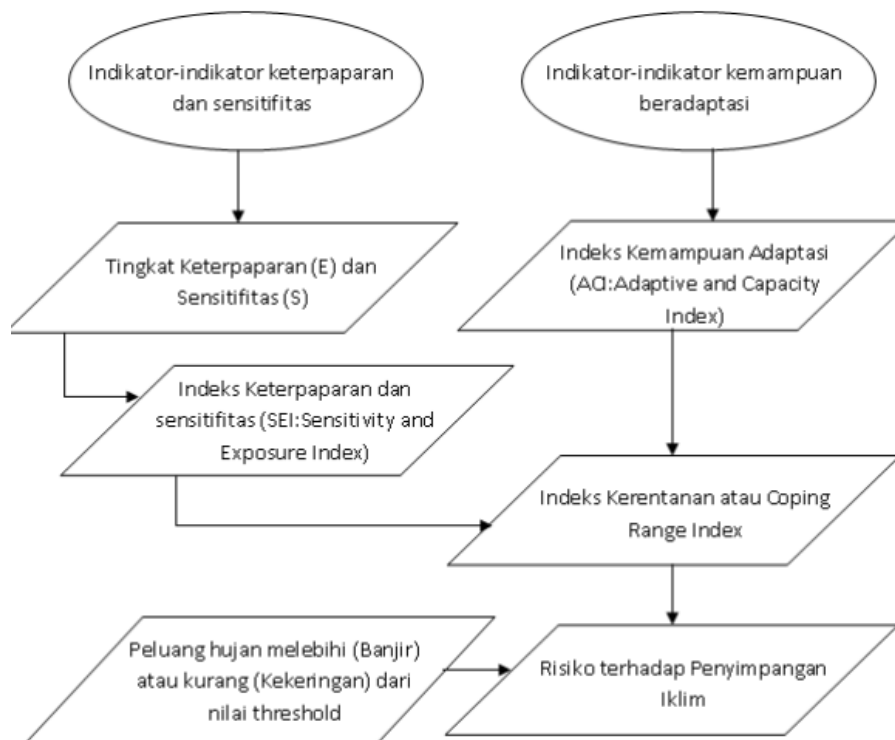 Indikator-indikator keterpaparan
dan sensitifitas
Indikator-indikator kemampuan
beradaptasi
Tingkat Keterpaparan (E) dan
Sensitifitas (S)
Indeks Kemampuan Adaptasi
(ACI:Adaptive and Capacity
Index)
Indeks Keterpaparan dan
sensitifitas (SEI:Sensitivity and
Exposure Index)
Indeks Kerentanan atau Coping
Range Index
Peluang hujan melebihi (Banjir)
atau kurang (Kekeringan) dari
nilai threshold
Risiko terhadap Penyimpangan
Iklim